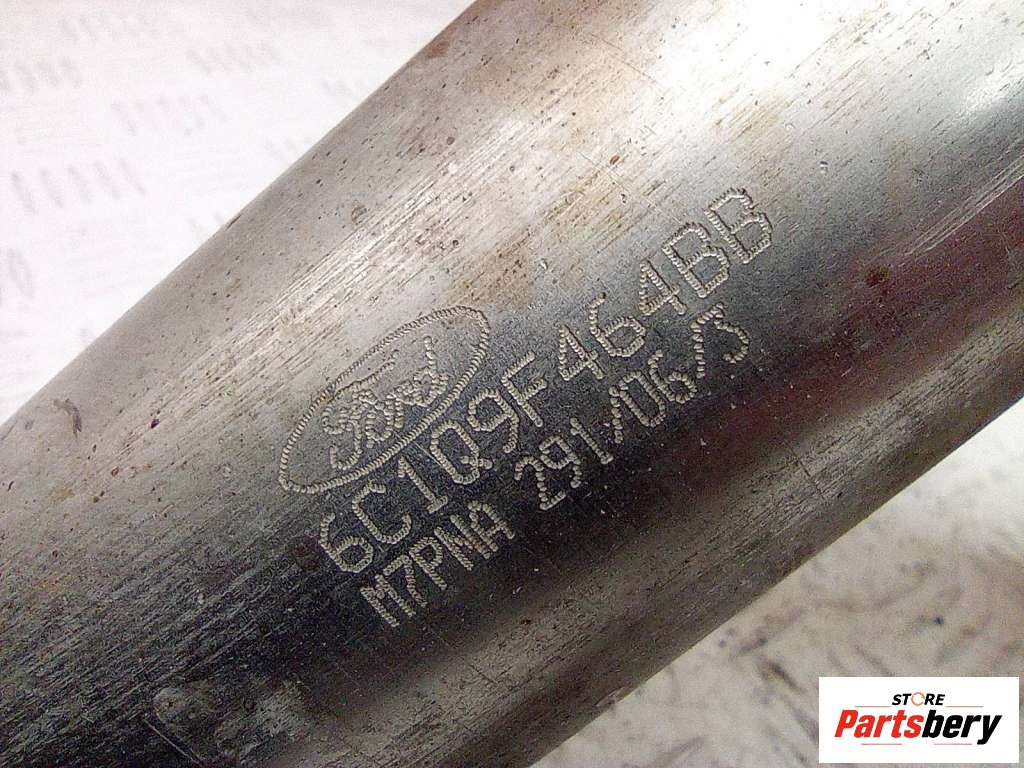 Ford
6C1Q9F464BB
M7PNA 291/06/3
STORE
Partsbery